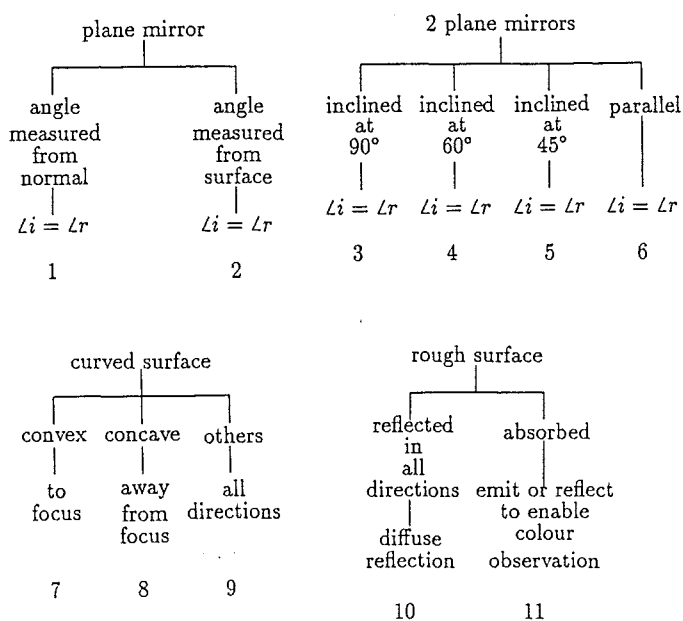 plane mirror
angle
measured
from
normal
∠i = ∠r
1
angle
measured
from
surface
∠i = ∠r
2
2 plane mirrors
inclined
at
90°
∠i = ∠r
3
inclined
at
60°
∠i = ∠r
4
inclined
at
45°
∠i = ∠r
5
parallel
∠i = ∠r
6
curved surface
convex
to
focus
7
concave
away
from
focus
8
others
all
directions
9
rough surface
reflected
in
all
directions
diffuse
reflection
10
absorbed
emit or reflect
to enable
colour
observation
11